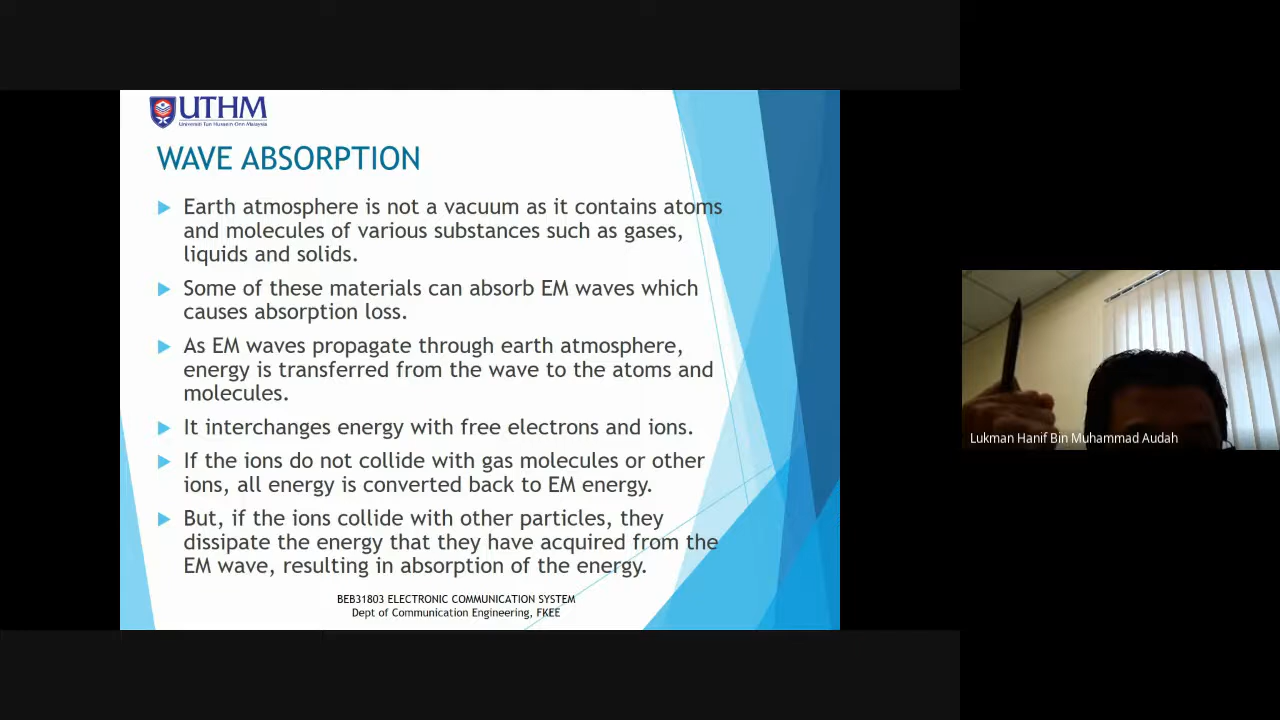 UTHM
Universiti Tun Hussein Onn Malaysia
WAVE ABSORPTION
Earth atmosphere is not a vacuum as it contains atoms
and molecules of various substances such as gases,
liquids and solids.
Some of these materials can absorb EM waves which
causes absorption loss.
As EM waves propagate through earth atmosphere,
energy is transferred from the wave to the atoms and
molecules.
It interchanges energy with free electrons and ions.
If the ions do not collide with gas molecules or other
ions, all energy is converted back to EM energy.
But, if the ions collide with other particles, they
dissipate the energy that they have acquired from the
EM wave, resulting in absorption of the energy.
BEB31803 ELECTRONIC COMMUNICATION SYSTEM
Dept of Communication Engineering, FKEE
Lukman Hanif Bin Muhammad Audah